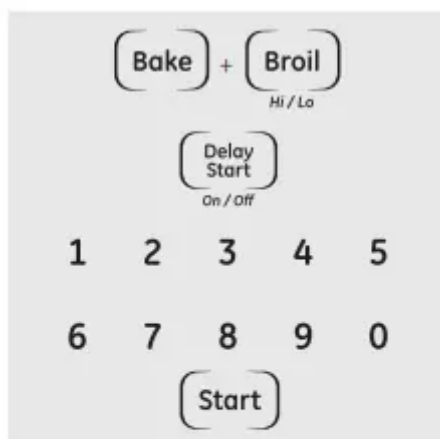 Bake + Broil
Hi / Lo
Delay
Start
On / Off
1 2 3 4 5
6 7 8 9 0
Start